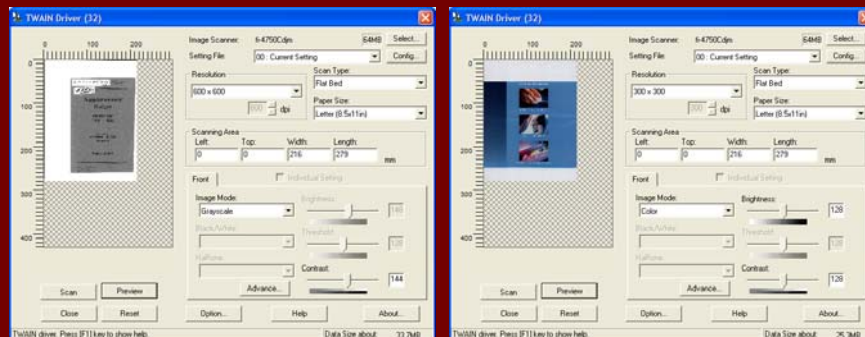 TWAIN Driver (32)
0 100 200
0
100
200
300
400
Image Scanner: fi-4750Cdjm 64MB Select...
Setting File 00 : Current Setting Config...
Resolution
600 x 600
600 dpi
Scan Type:
Flat Bed
Paper Size:
Letter (8.5x11in)
Scanning Area
Left: Top: Width: Length:
0 0 216 279 mm
Front Individual Setting
Image Mode: Brightness:
Grayscale
Black/White: Threshold:
128
Halftone: Contrast:
144
Advance...
Scan Preview
Close Reset Option... Help About...
TWAIN driver. Press [F1] key to show help. Data Size about 33.7MB
TWAIN Driver (32)
0 100 200
0
100
200
300
400
Image Scanner: fi-4750Cdjm 64MB Select...
Setting File 00 : Current Setting Config...
Resolution
300 x 300
300 dpi
Scan Type:
Flat Bed
Paper Size:
Letter (8.5x11in)
Scanning Area
Left: Top: Width: Length:
0 0 216 279 mm
Front Individual Setting
Image Mode: Brightness:
Color 128
Black/White: Threshold:
128
Halftone: Contrast:
128
Advance...
Scan Preview
Close Reset Option... Help About...
TWAIN driver. Press [F1] key to show help. Data Size about 25.3MB